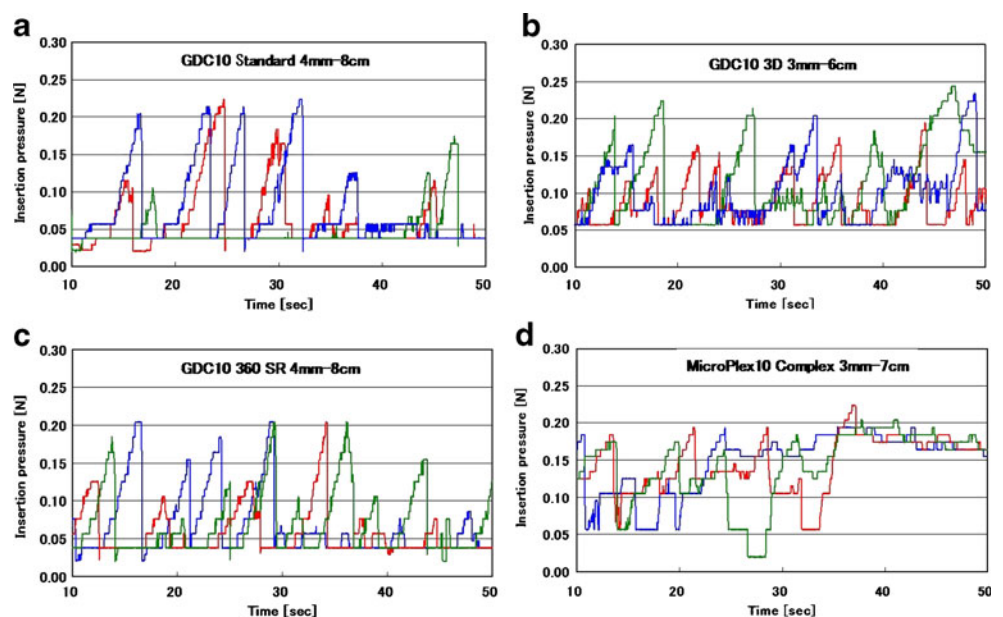 a
GDC10 Standard 4mm-8cm
Insertion pressure [N]
0.30
0.25
0.20
0.15
0.10
0.05
0.00
10 20 30 40 50
Time [sec]
b
GDC10 3D 3mm-6cm
Insertion pressure [N]
0.30
0.25
0.20
0.15
0.10
0.05
0.00
10 20 30 40 50
Time [sec]
c
GDC10 360 SR 4mm-8cm
Insertion pressure [N]
0.30
0.25
0.20
0.15
0.10
0.05
0.00
10 20 30 40 50
Time [sec]
d
MicroPlex10 Complex 3mm-7cm
Insertion pressure [N]
0.30
0.25
0.20
0.15
0.10
0.05
0.00
10 20 30 40 50
Time [sec]